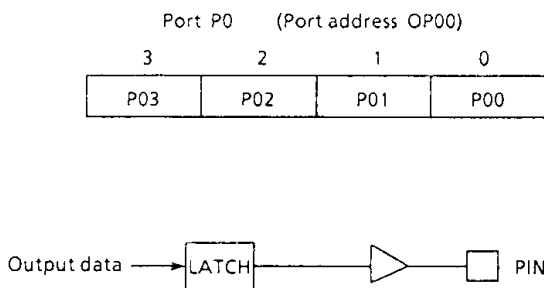 Port P0 (Port address OP00)
3 2 1 0
P03 P02 P01 P00
Output data LATCH PIN